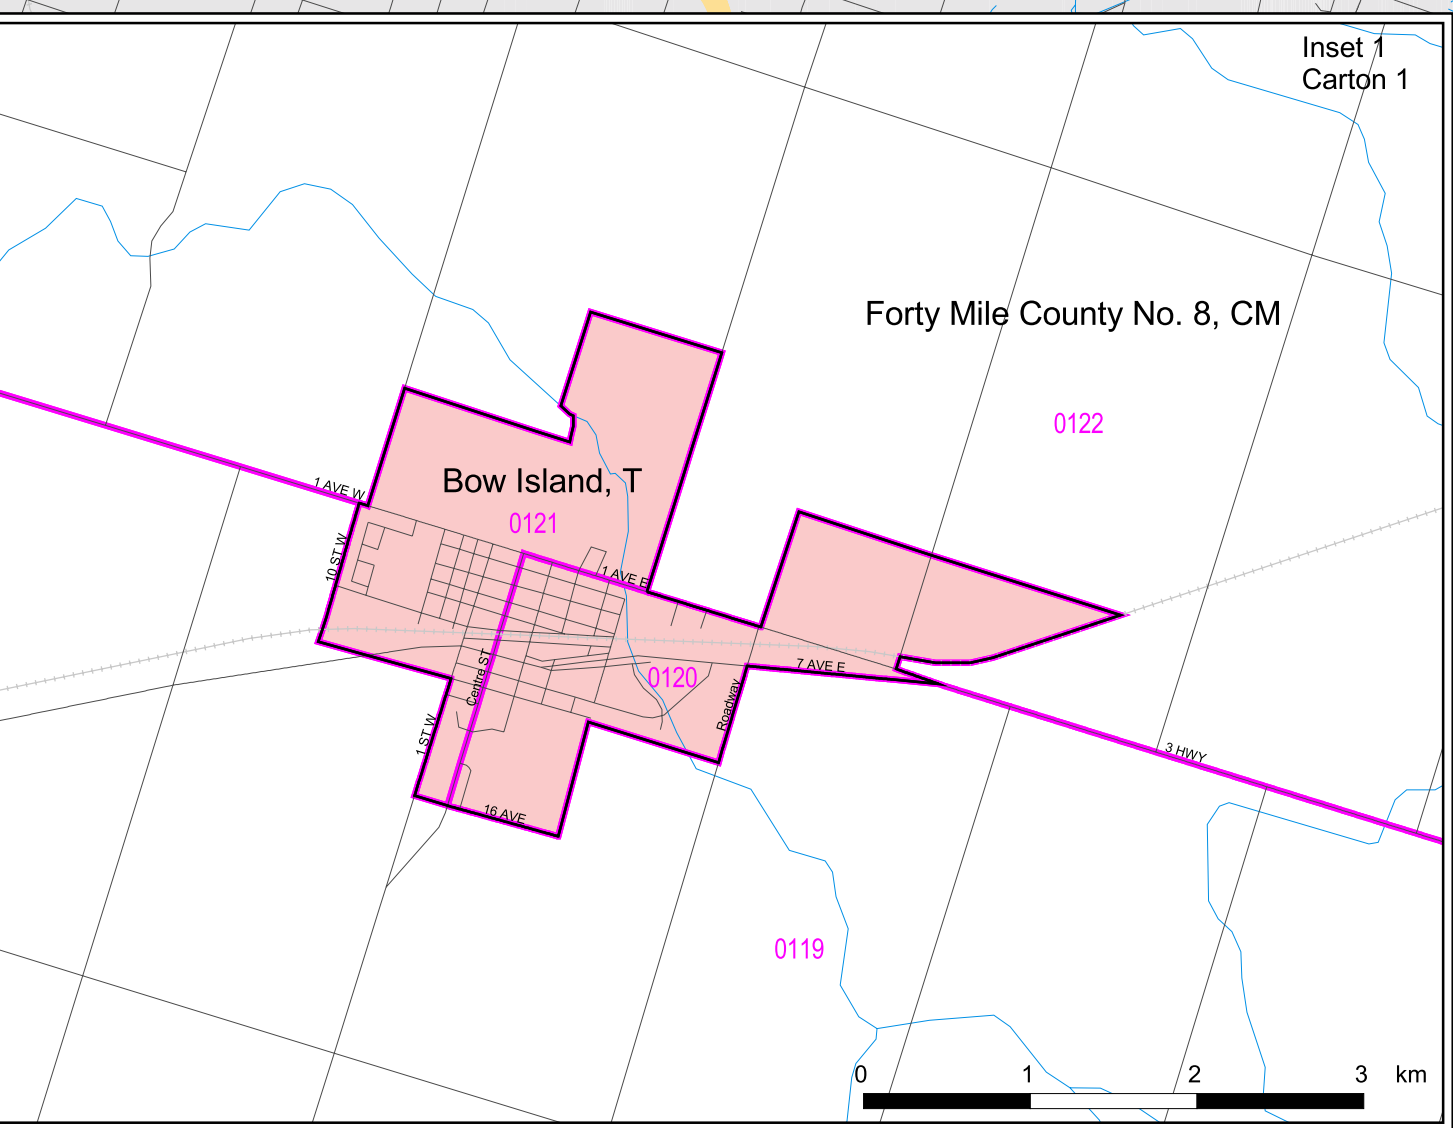 Inset 1
Carton 1
Forty Mile County No. 8, CM
0122
Bow Island, T
0121
1 AVE W
10 ST W
1 AVE E
7 AVE E
0120
Centre ST
Roadway
1 ST W
3 HWY
16 AVE
0119
0 1 2 3 km